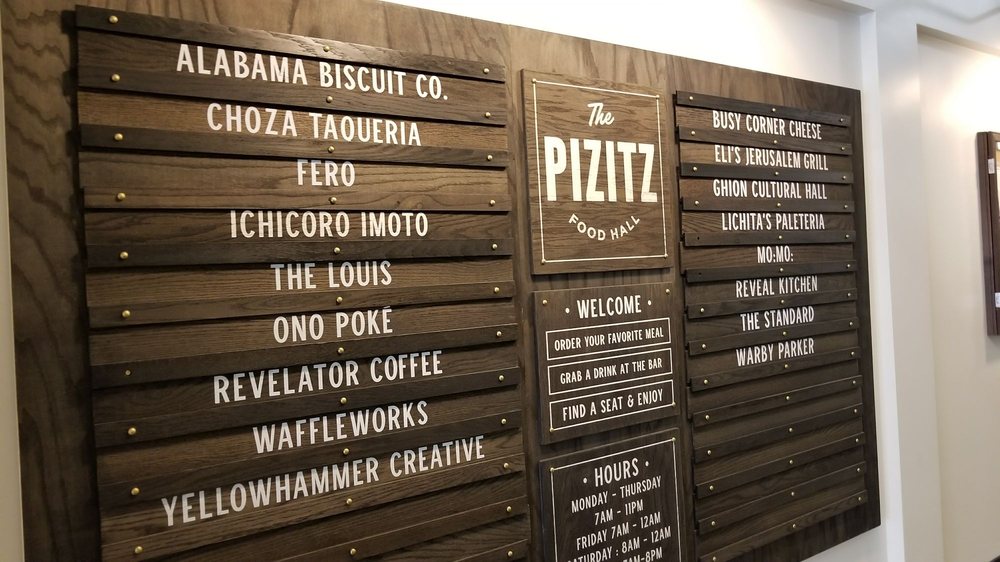 ALABAMA BISCUIT CO.
CHOZA TAQUERIA
FERO
ICHICORO IMOTO
THE LOUIS
ONO POKÉ
REVELATOR COFFEE
WAFFLEWORKS
YELLOWHAMMER CREATIVE
The
PIZITZ
FOOD HALL
• WELCOME •
ORDER YOUR FAVORITE MEAL
GRAB A DRINK AT THE BAR
FIND A SEAT & ENJOY
• HOURS •
MONDAY - THURSDAY
7AM - 11PM
FRIDAY 7AM - 12AM
SATURDAY : 8AM - 12AM
BUSY CORNER CHEESE
ELI'S JERUSALEM GRILL
GHION CULTURAL HALL
LICHITA'S PALETERIA
MO:MO:
REVEAL KITCHEN
THE STANDARD
WARBY PARKER